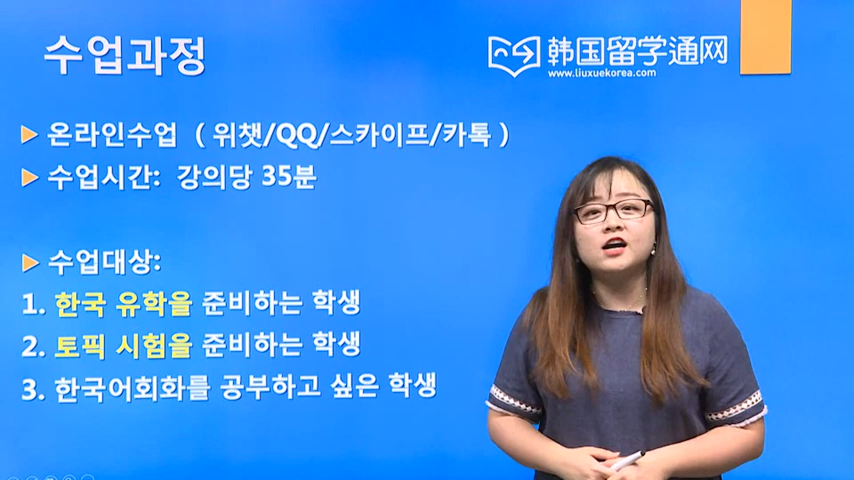 수업과정
韩国留学通网
www.liuxuekorea.com
▶ 온라인수업 ( 위챗/QQ/스카이프/카톡 )
▶ 수업시간: 강의당 35분
▶ 수업대상:
1. 한국 유학을 준비하는 학생
2. 토픽 시험을 준비하는 학생
3. 한국어회화를 공부하고 싶은 학생